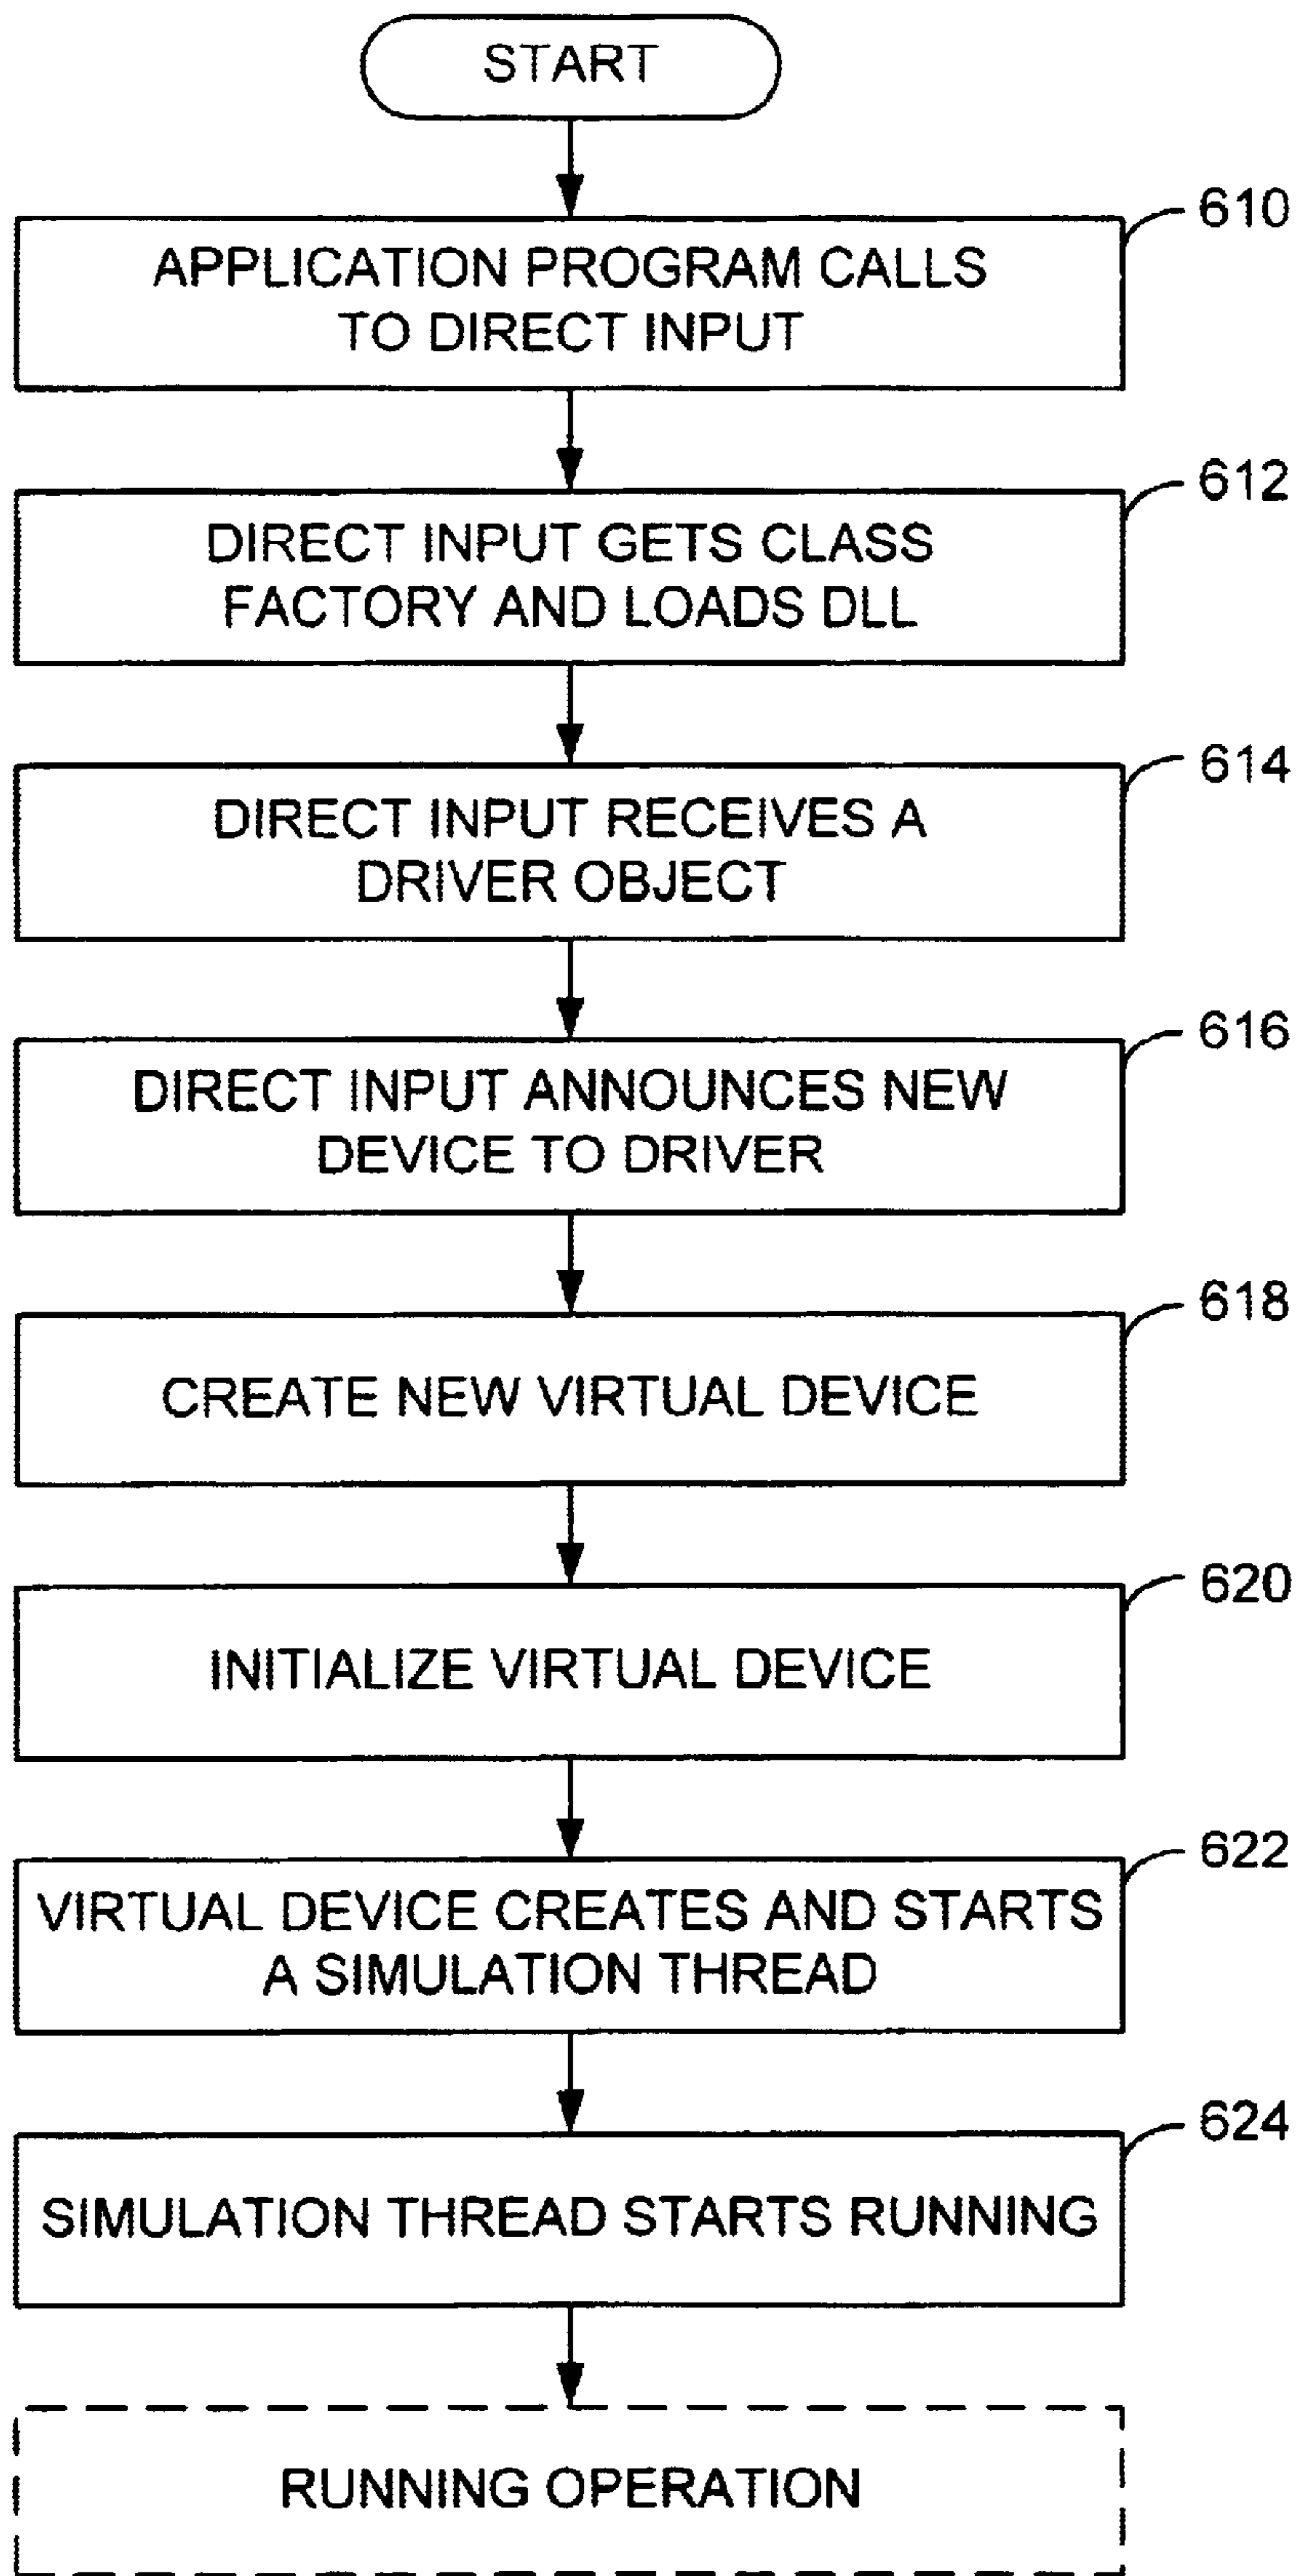 START
610
APPLICATION PROGRAM CALLS
TO DIRECT INPUT
612
DIRECT INPUT GETS CLASS
FACTORY AND LOADS DLL
614
DIRECT INPUT RECEIVES A
DRIVER OBJECT
616
DIRECT INPUT ANNOUNCES NEW
DEVICE TO DRIVER
618
CREATE NEW VIRTUAL DEVICE
620
INITIALIZE VIRTUAL DEVICE
622
VIRTUAL DEVICE CREATES AND STARTS
A SIMULATION THREAD
624
SIMULATION THREAD STARTS RUNNING
RUNNING OPERATION